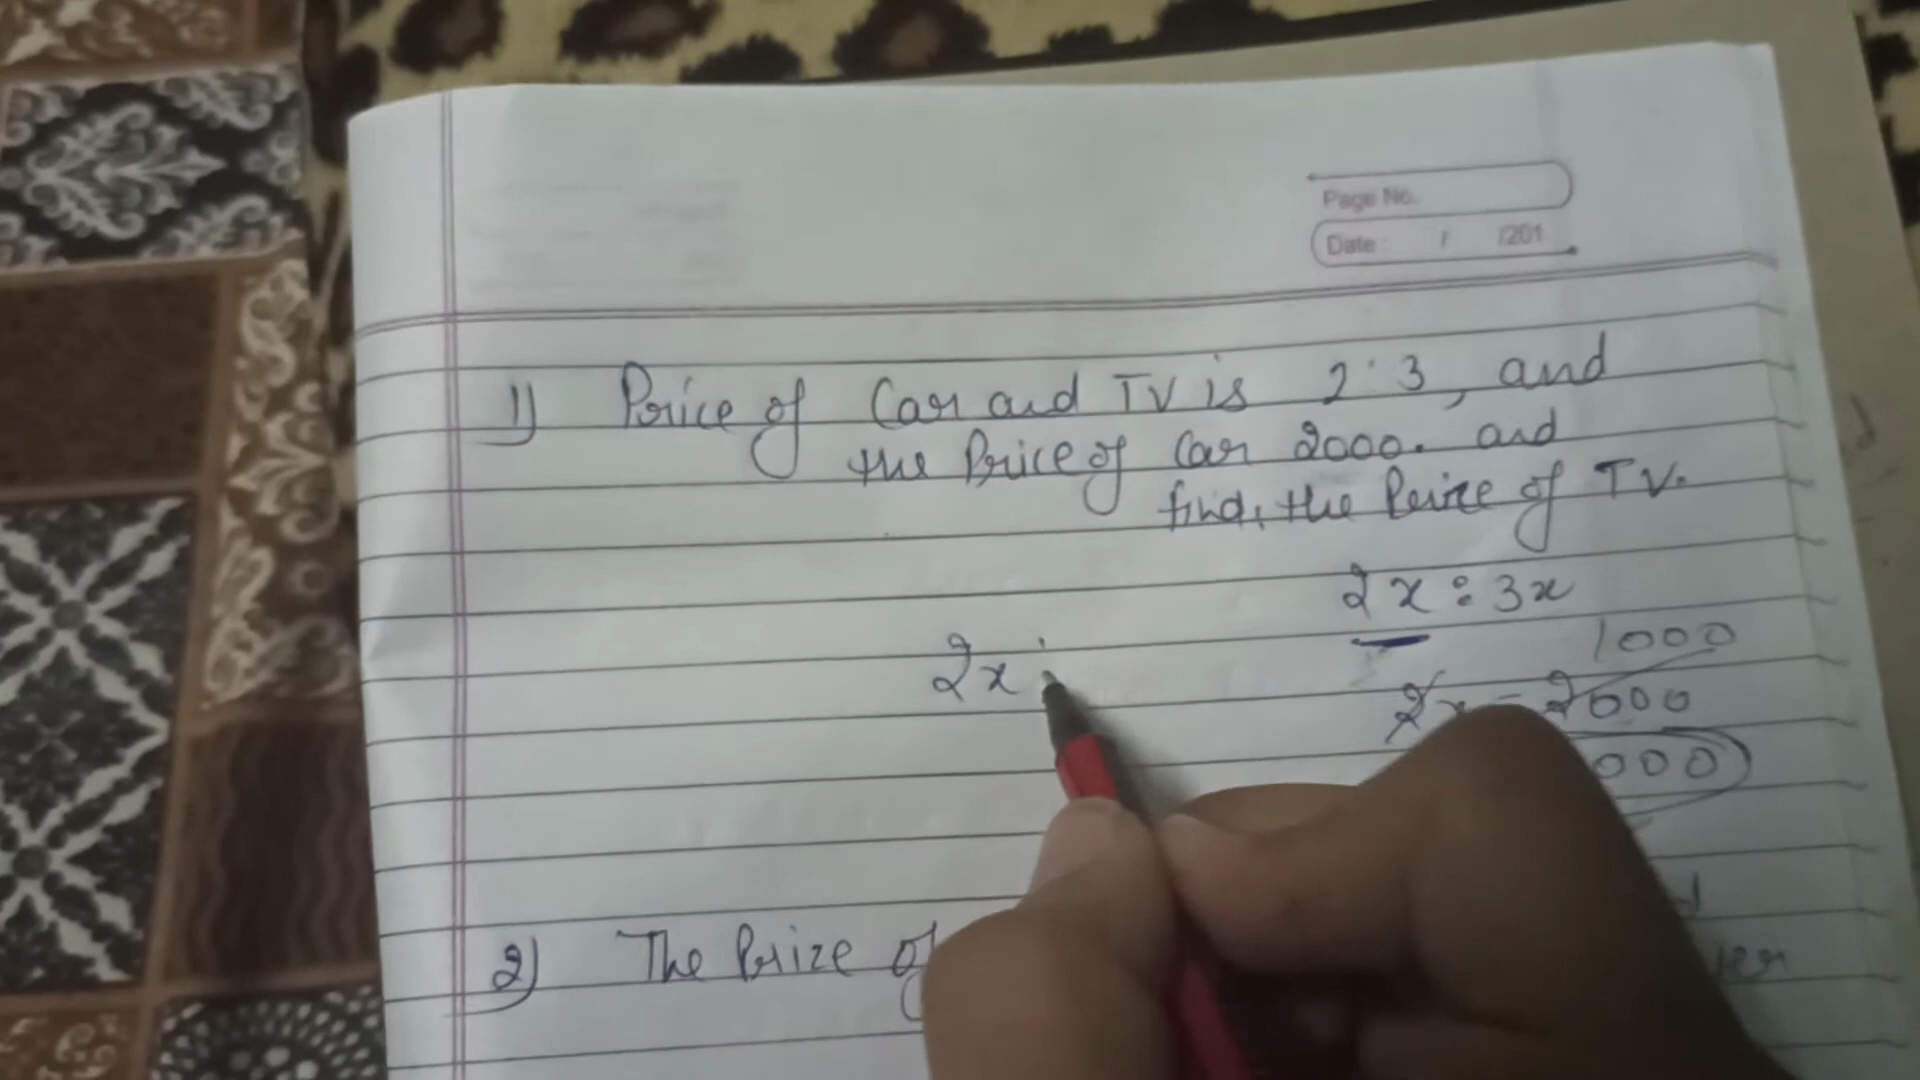 Page No.
Date : / /201
1) Price of Car and TV is 2:3, and
the Price of Car 2000. and
find, the Price of TV.
2x : 3x
2x :
1000
2x = 2000
000
2) The Prize of